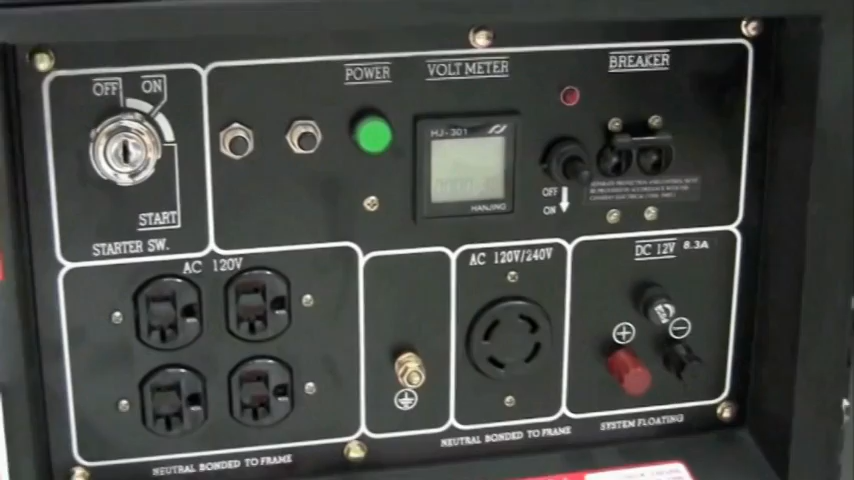 POWER
VOLT METER
BREAKER
OFF
ON
HJ-301
HANJING
OFF
ON
START
STARTER SW.
AC 120V
AC 120V/240V
DC 12V 8.3A
NEUTRAL BONDED TO FRAME
NEUTRAL BONDED TO FRAME
SYSTEM FLOATING